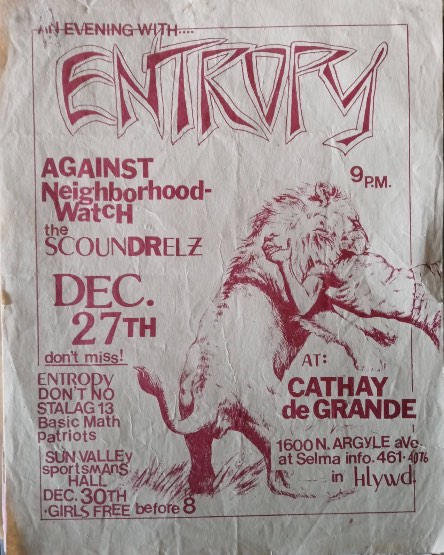 AN EVENING WITH....
ENTROPY
9 P.M.
AGAINST
Neighborhood-
WatcH
the
SCOUNDRELZ
DEC.
27TH
don't miss!
ENTROPY
DON'T NO
STALAG 13
Basic Math
patriots
SUN VALLEY
sportsmans
HALL
DEC. 30TH
·GIRLS FREE before 8
AT:
CATHAY
de GRANDE
1600 N. ARGYLE ave.
at Selma info. 461-4076
in hlywd.